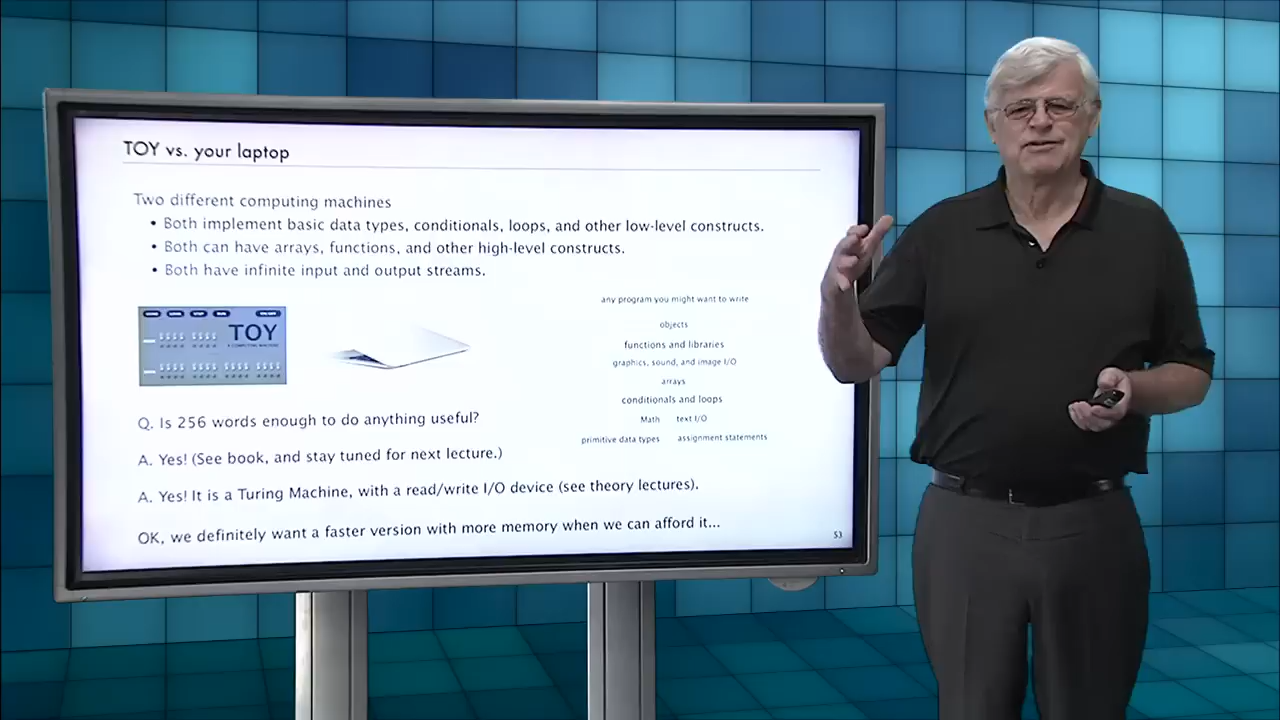 TOY vs. your laptop
Two different computing machines
• Both implement basic data types, conditionals, loops, and other low-level constructs.
• Both can have arrays, functions, and other high-level constructs.
• Both have infinite input and output streams.
any program you might want to write
objects
functions and libraries
graphics, sound, and image I/O
arrays
conditionals and loops
Math text I/O
primitive data types assignment statements
TOY
A COMPUTING MACHINE
Q. Is 256 words enough to do anything useful?
A. Yes! (See book, and stay tuned for next lecture.)
A. Yes! It is a Turing Machine, with a read/write I/O device (see theory lectures).
OK, we definitely want a faster version with more memory when we can afford it...
53